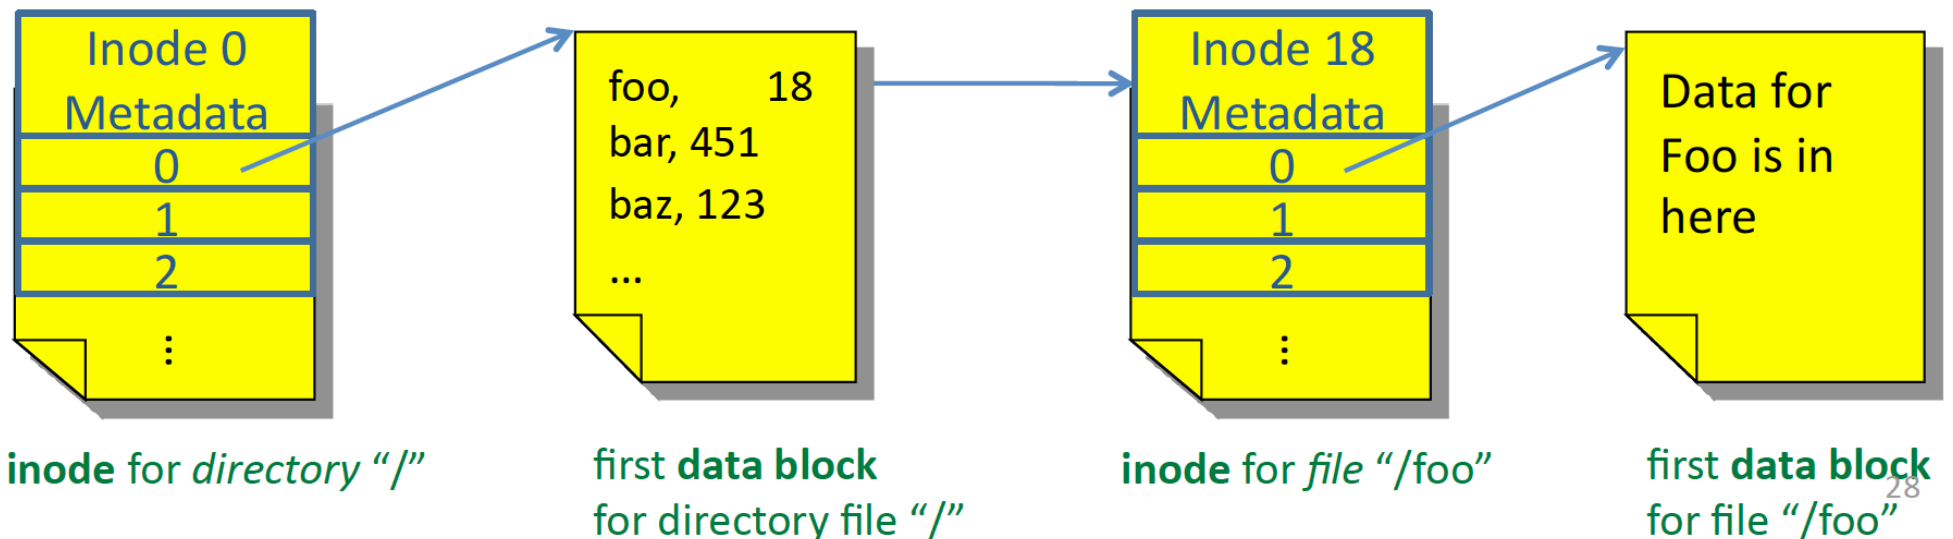 Inode 0
Metadata
0
1
2
...
inode for directory “/”
foo, 18
bar, 451
baz, 123
...
first data block
for directory file “/”
Inode 18
Metadata
0
1
2
...
inode for file “/foo”
Data for
Foo is in
here
first data block
for file “/foo”
28